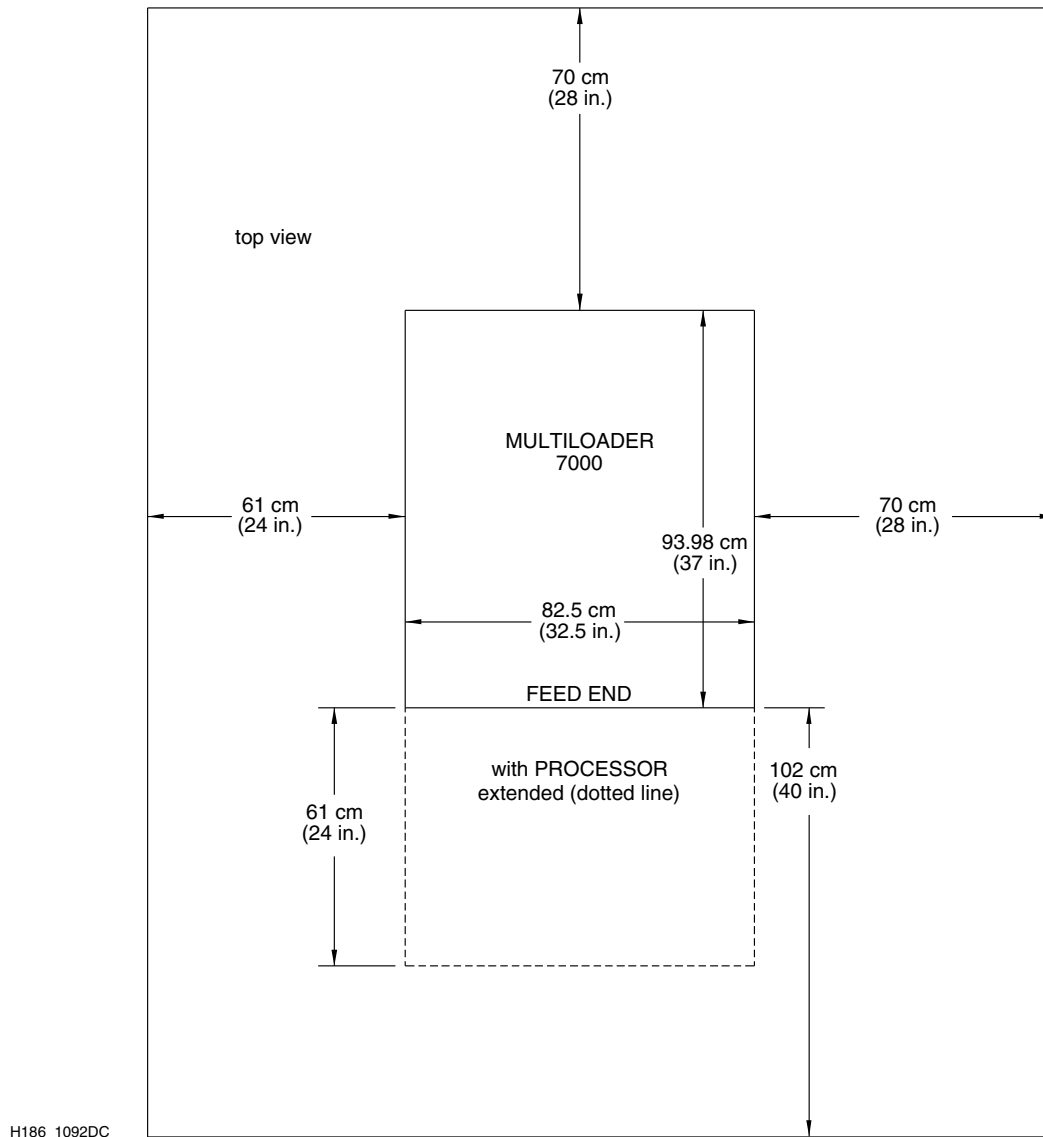 70 cm
(28 in.)
top view
MULTILOADER
7000
61 cm
(24 in.)
70 cm
(28 in.)
93.98 cm
(37 in.)
82.5 cm
(32.5 in.)
FEED END
with PROCESSOR
extended (dotted line)
102 cm
(40 in.)
61 cm
(24 in.)
H186 1092DC